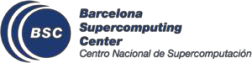 BSC
Barcelona
Supercomputing
Center
Centro Nacional de Supercomputación